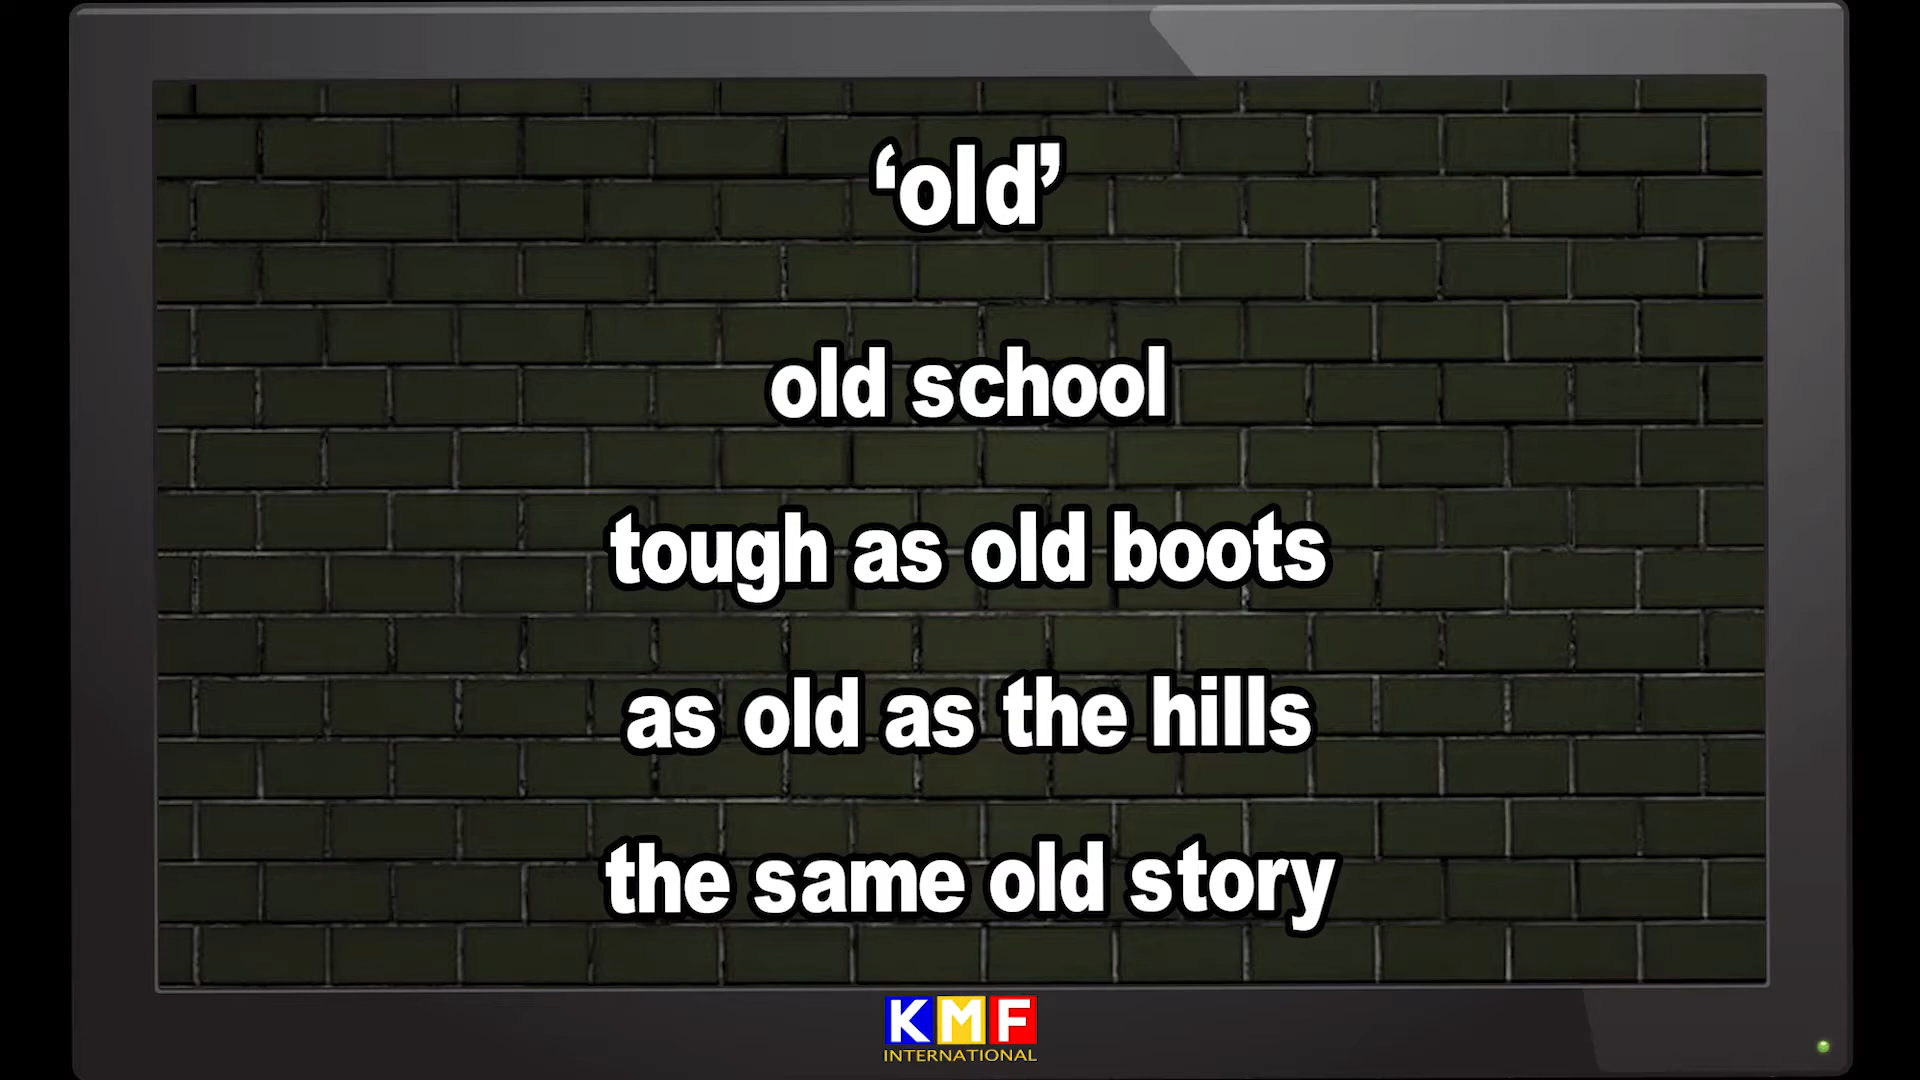 ‘old’
old school
tough as old boots
as old as the hills
the same old story
KMF
INTERNATIONAL